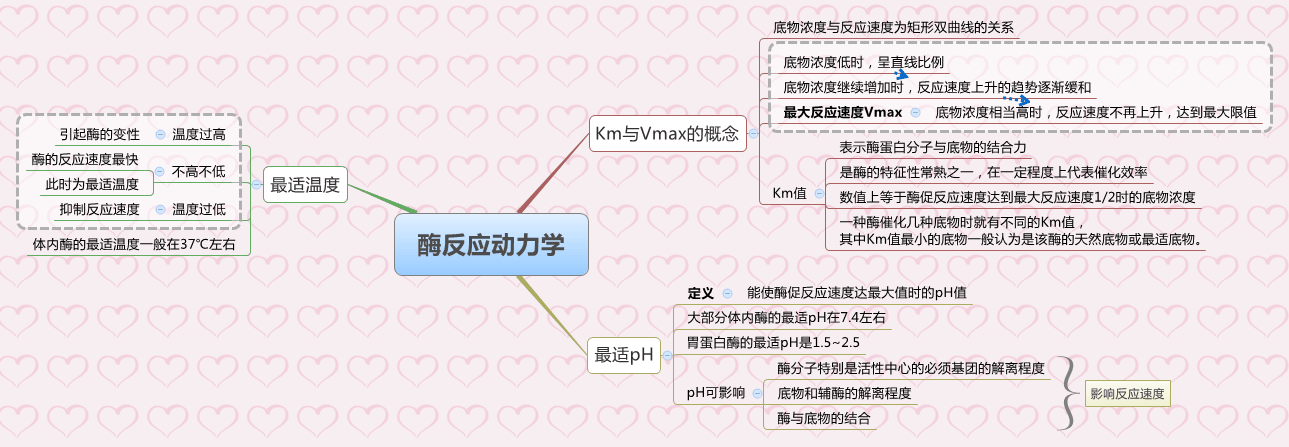 酶反应动力学
Km与Vmax的概念
底物浓度与反应速度为矩形双曲线的关系
底物浓度低时，呈直线比例
底物浓度继续增加时，反应速度上升的趋势逐渐缓和
最大反应速度Vmax
底物浓度相当高时，反应速度不再上升，达到最大限值
Km值
表示酶蛋白分子与底物的结合力
是酶的特征性常熟之一，在一定程度上代表催化效率
数值上等于酶促反应速度达到最大反应速度1/2时的底物浓度
一种酶催化几种底物时就有不同的Km值，
其中Km值最小的底物一般认为是该酶的天然底物或最适底物。
最适pH
定义
能使酶促反应速度达最大值时的pH值
大部分体内酶的最适pH在7.4左右
胃蛋白酶的最适pH是1.5~2.5
pH可影响
酶分子特别是活性中心的必须基团的解离程度
底物和辅酶的解离程度
酶与底物的结合
影响反应速度
最适温度
温度过高
引起酶的变性
不高不低
酶的反应速度最快
此时为最适温度
温度过低
抑制反应速度
体内酶的最适温度一般在37℃左右